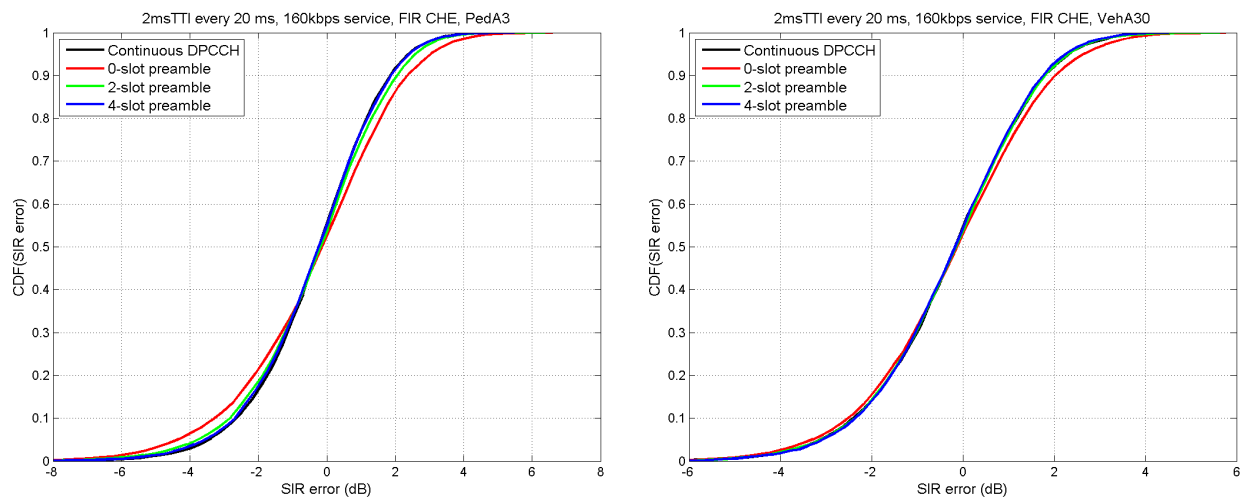 2msTTI every 20 ms, 160kbps service, FIR CHE, PedA3
Continuous DPCCH
0-slot preamble
2-slot preamble
4-slot preamble
CDF(SIR error)
1
0.9
0.8
0.7
0.6
0.5
0.4
0.3
0.2
0.1
0
-8 -6 -4 -2 0 2 4 6 8
SIR error (dB)
2msTTI every 20 ms, 160kbps service, FIR CHE, VehA30
Continuous DPCCH
0-slot preamble
2-slot preamble
4-slot preamble
CDF(SIR error)
1
0.9
0.8
0.7
0.6
0.5
0.4
0.3
0.2
0.1
0
-6 -4 -2 0 2 4 6
SIR error (dB)